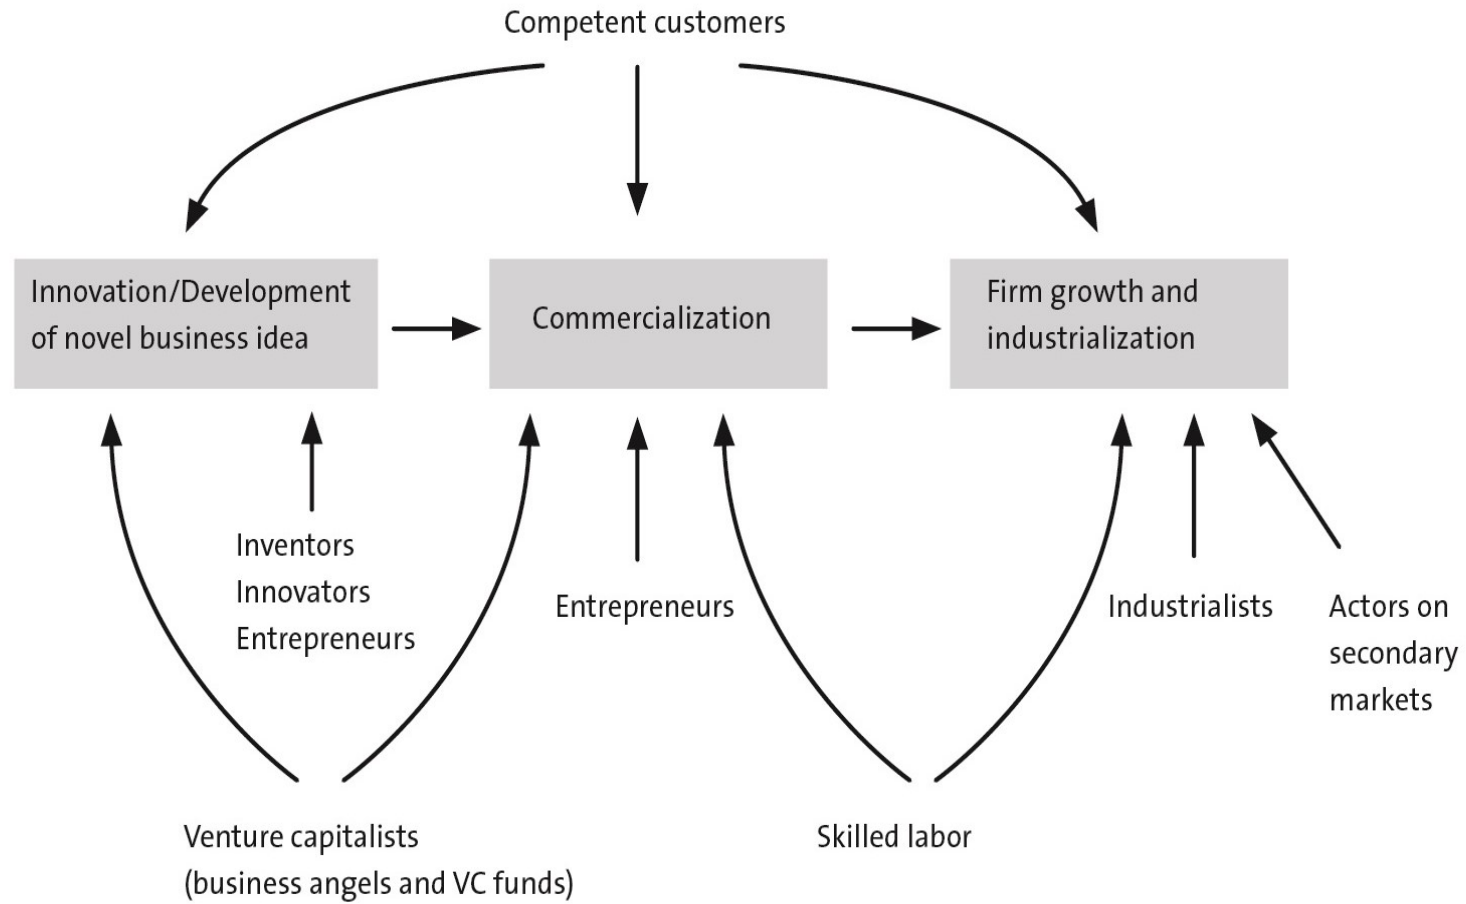 Competent customers
Innovation/Development
of novel business idea
Commercialization
Firm growth and
industrialization
Inventors
Innovators
Entrepreneurs
Entrepreneurs
Industrialists
Actors on
secondary
markets
Venture capitalists
(business angels and VC funds)
Skilled labor